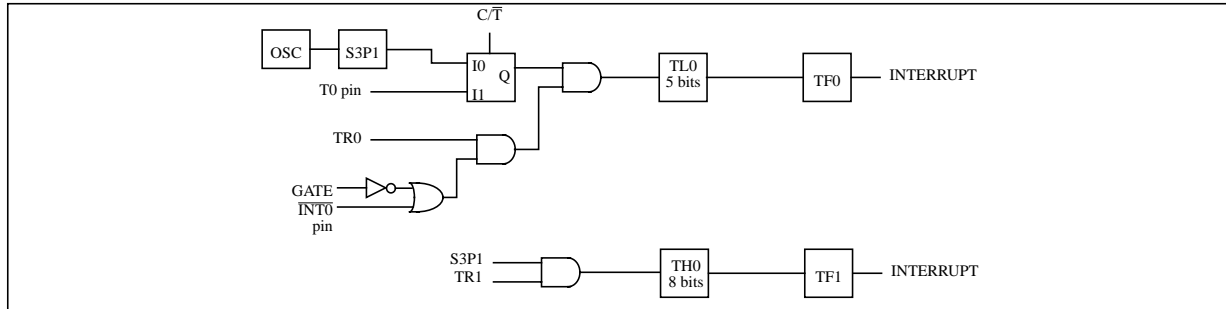 C/T̅
OSC
S3P1
I0
Q
I1
T0 pin
TL0
5 bits
TF0
INTERRUPT
TR0
GATE
I̅N̅T̅0̅
pin
S3P1
TR1
TH0
8 bits
TF1
INTERRUPT